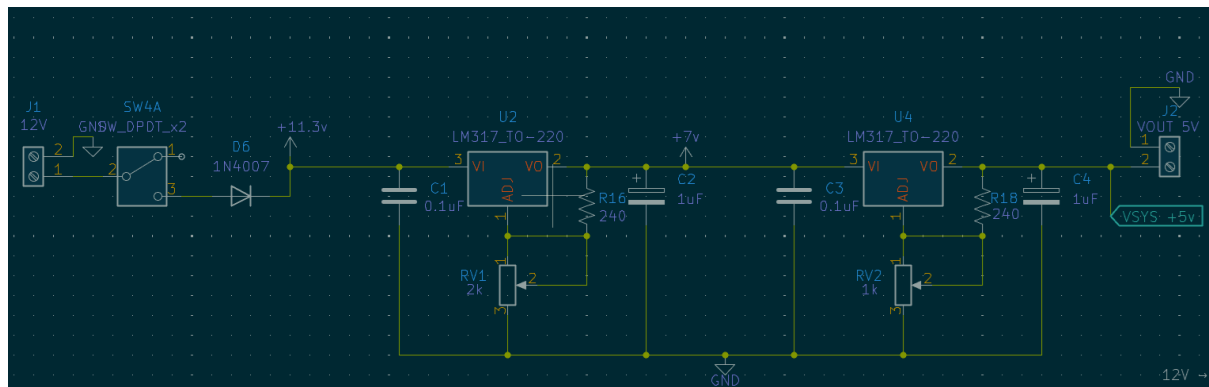 J1
12V
2
1
GND
SW4A
SW_DPDT_x2
1
2
3
D6
1N4007
+11.3v
C1
0.1uF
U2
LM317_TO-220
3
VI
VO
2
ADJ
1
R16
240
RV1
2k
1
2
3
+
C2
1uF
+7v
GND
C3
0.1uF
U4
LM317_TO-220
3
VI
VO
2
ADJ
1
R18
240
RV2
1k
1
2
3
+
C4
1uF
GND
J2
VOUT 5V
1
2
VSYS +5v
12V →